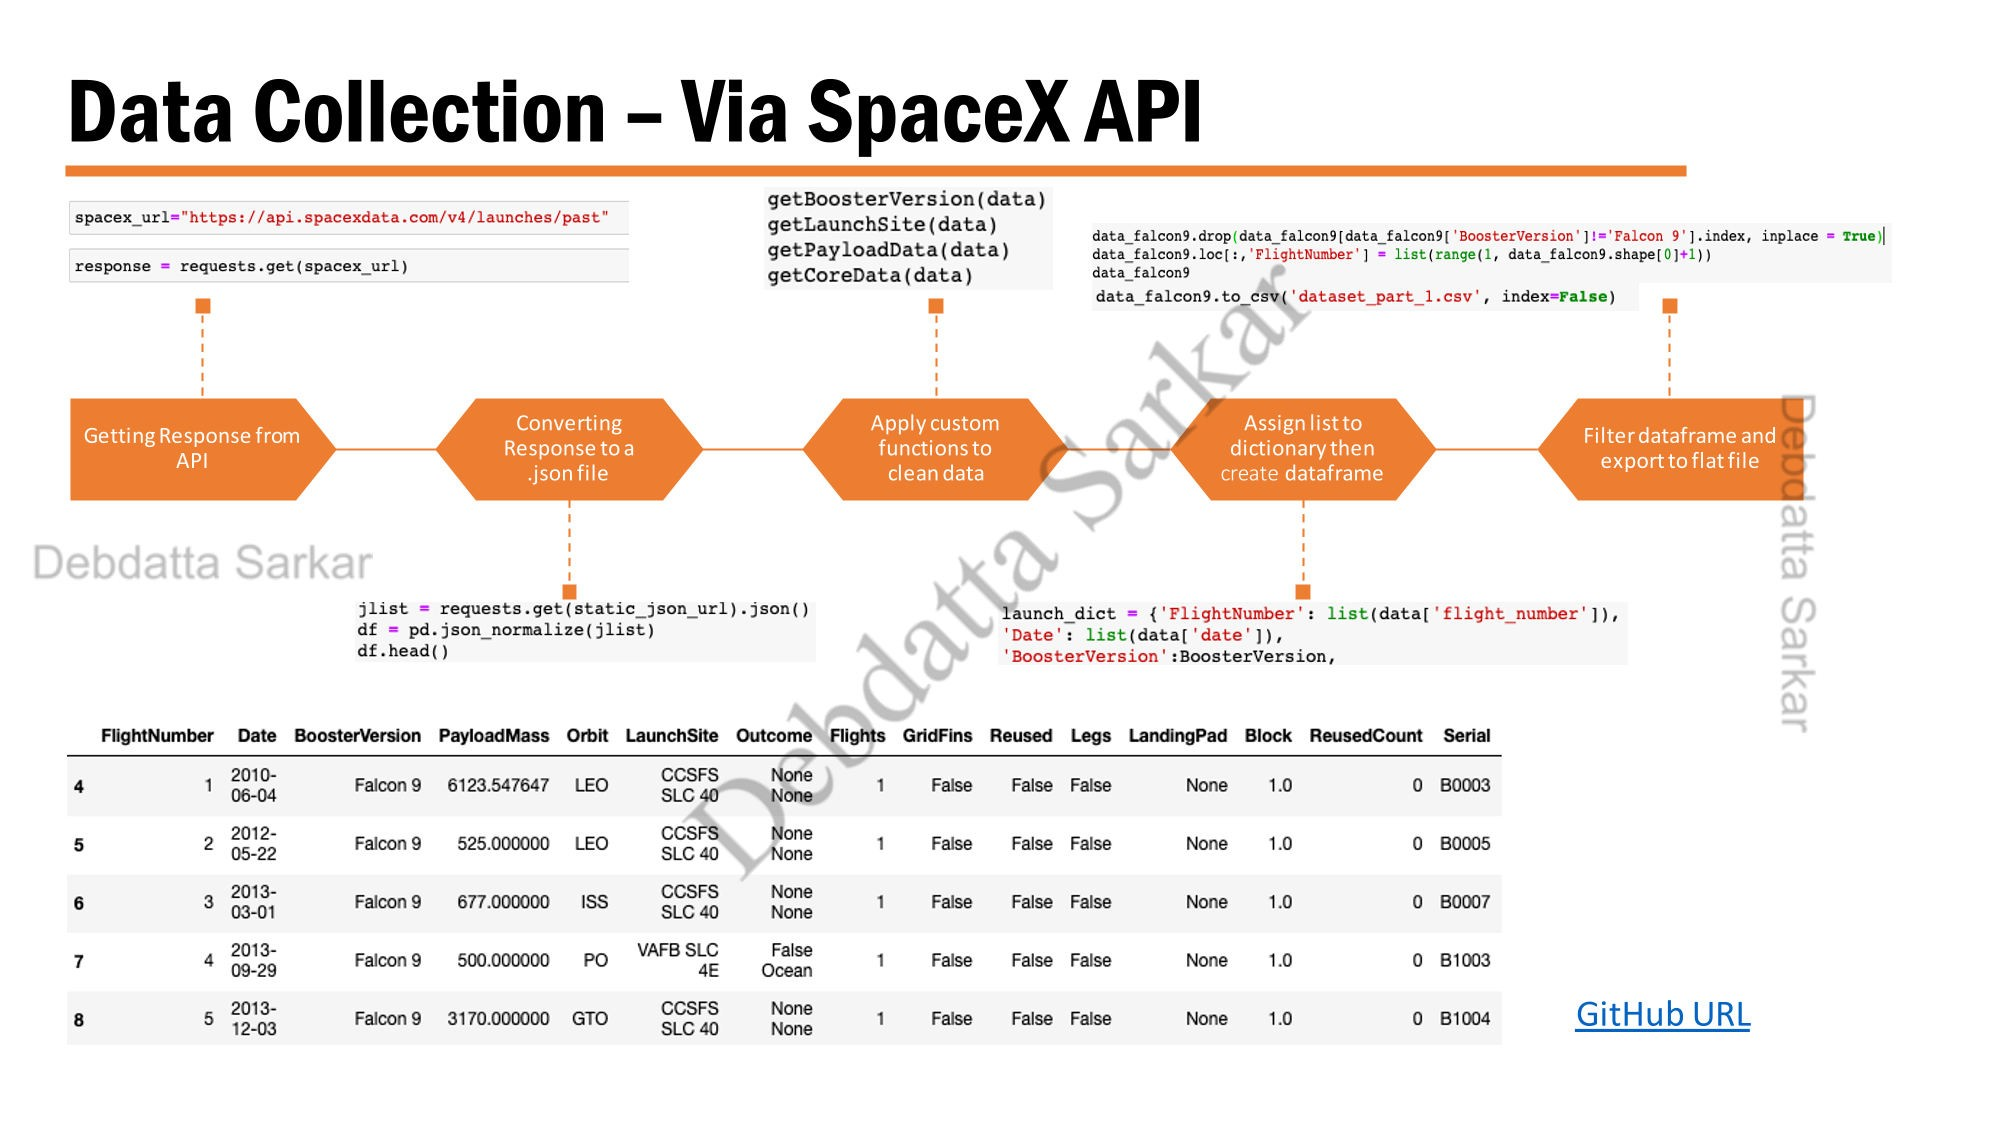 Data Collection – Via SpaceX API
spacex_url="https://api.spacexdata.com/v4/launches/past"
response = requests.get(spacex_url)
getBoosterVersion(data)
getLaunchSite(data)
getPayloadData(data)
getCoreData(data)
data_falcon9.drop(data_falcon9[data_falcon9['BoosterVersion']!='Falcon 9'].index, inplace = True)
data_falcon9.loc[:,'FlightNumber'] = list(range(1, data_falcon9.shape[0]+1))
data_falcon9
data_falcon9.to_csv('dataset_part_1.csv', index=False)
Getting Response from
API
Converting
Response to a
.json file
Apply custom
functions to
clean data
Assign list to
dictionary then
create dataframe
Filter dataframe and
export to flat file
Debdatta Sarkar
Debdatta Sarkar
Debdatta Sarkar
jlist = requests.get(static_json_url).json()
df = pd.json_normalize(jlist)
df.head()
launch_dict = {'FlightNumber': list(data['flight_number']),
'Date': list(data['date']),
'BoosterVersion':BoosterVersion,
FlightNumber Date BoosterVersion PayloadMass Orbit LaunchSite Outcome Flights GridFins Reused Legs LandingPad Block ReusedCount Serial
4 1 2010-06-04 Falcon 9 6123.547647 LEO CCSFS SLC 40 None None 1 False False False None 1.0 0 B0003
5 2 2012-05-22 Falcon 9 525.000000 LEO CCSFS SLC 40 None None 1 False False False None 1.0 0 B0005
6 3 2013-03-01 Falcon 9 677.000000 ISS CCSFS SLC 40 None None 1 False False False None 1.0 0 B0007
7 4 2013-09-29 Falcon 9 500.000000 PO VAFB SLC 4E False Ocean 1 False False False None 1.0 0 B1003
8 5 2013-12-03 Falcon 9 3170.000000 GTO CCSFS SLC 40 None None 1 False False False None 1.0 0 B1004
GitHub URL